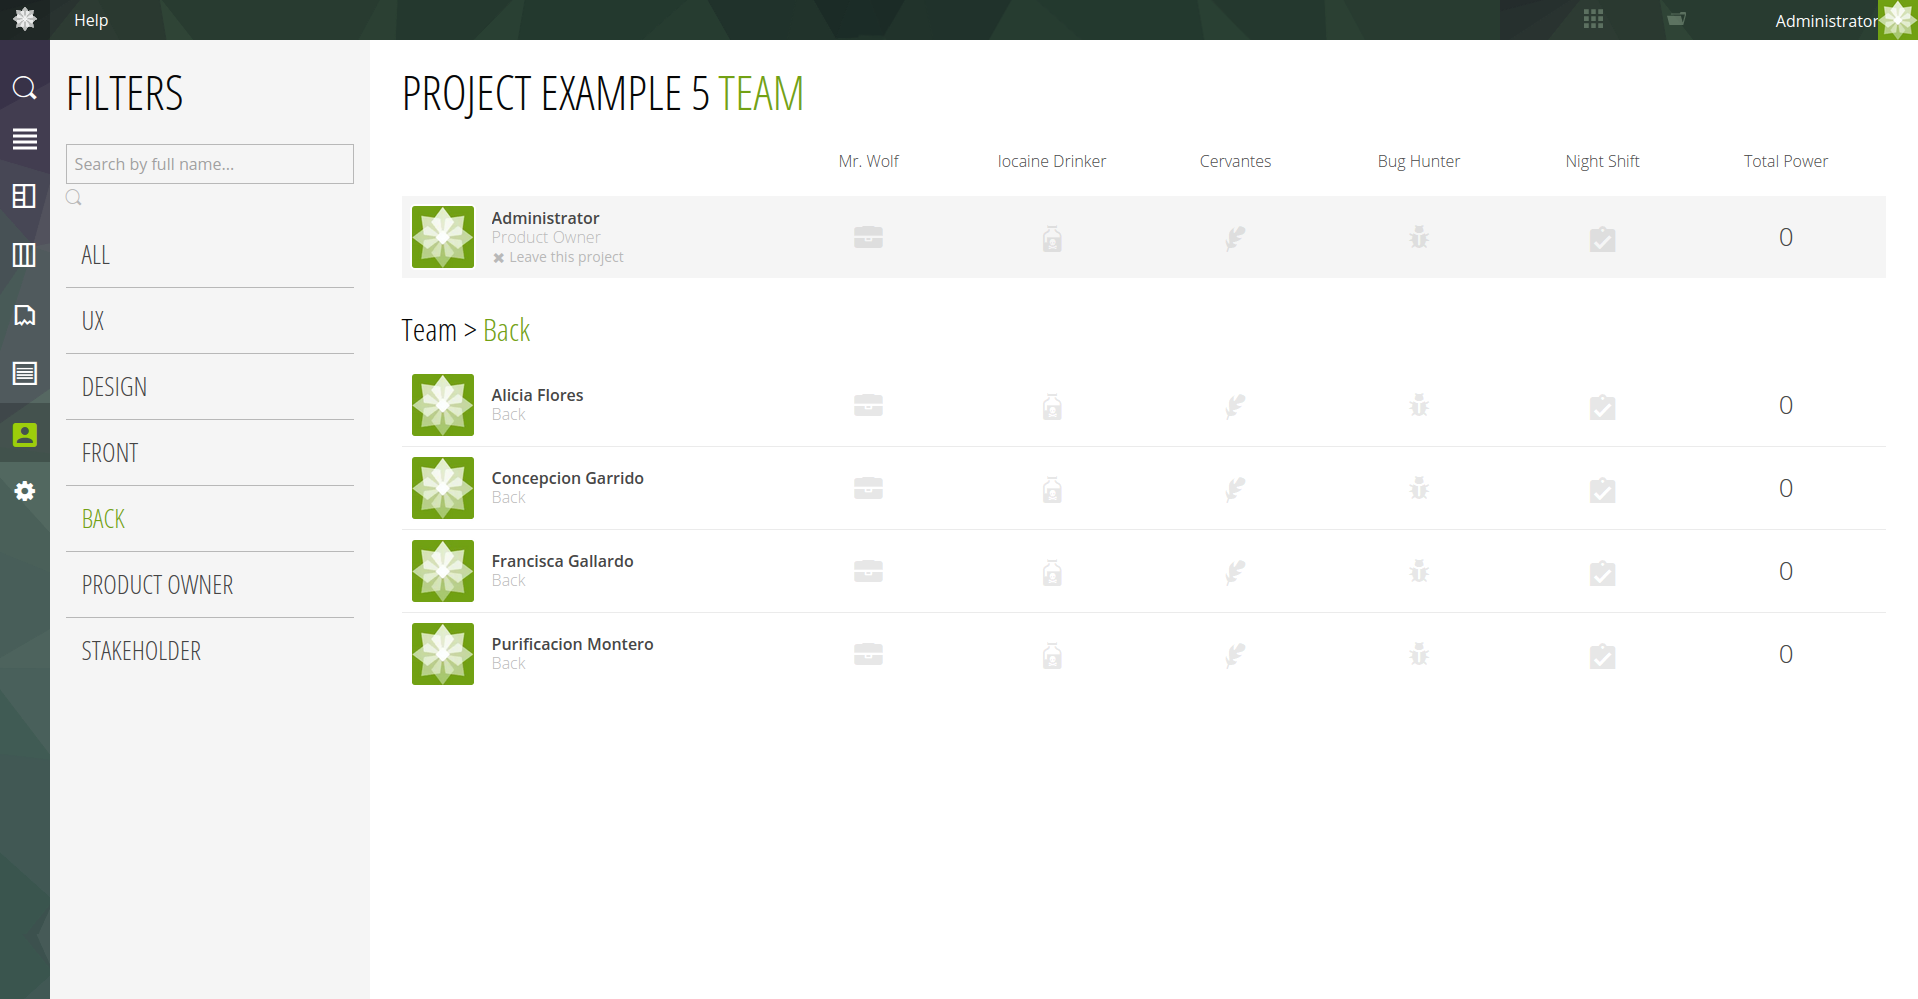 Help
Administrator
FILTERS
Search by full name...
ALL
UX
DESIGN
FRONT
BACK
PRODUCT OWNER
STAKEHOLDER
PROJECT EXAMPLE 5 TEAM
Mr. Wolf Iocaine Drinker Cervantes Bug Hunter Night Shift Total Power
Administrator
Product Owner
✖ Leave this project
0
Team > Back
Alicia Flores
Back
0
Concepcion Garrido
Back
0
Francisca Gallardo
Back
0
Purificacion Montero
Back
0